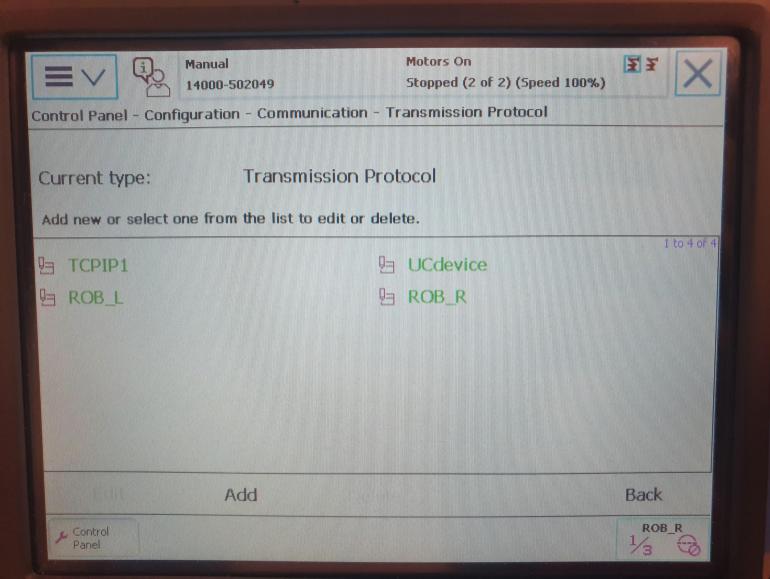 Manual
14000-502049
Motors On
Stopped (2 of 2) (Speed 100%)
Control Panel - Configuration - Communication - Transmission Protocol
Current type: Transmission Protocol
Add new or select one from the list to edit or delete.
1 to 4 of 4
TCPIP1 UCdevice
ROB_L ROB_R
Edit Add Delete Back
Control
Panel
ROB_R
1/3